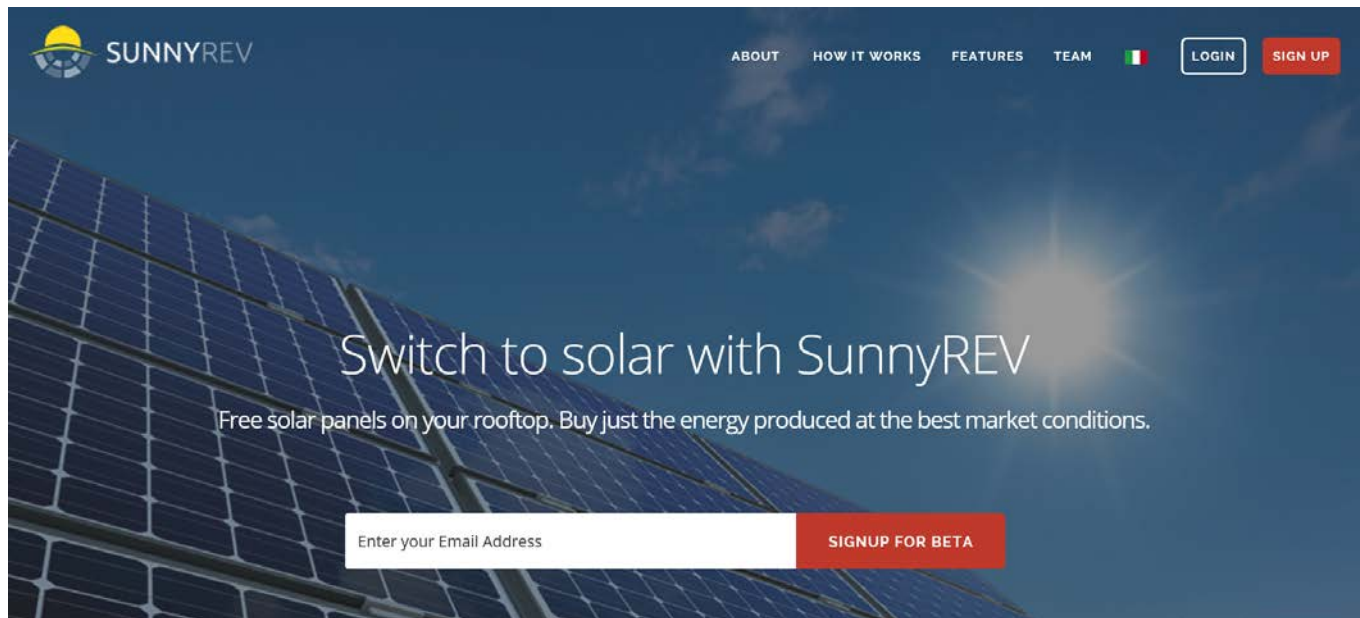 SUNNYREV
ABOUT HOW IT WORKS FEATURES TEAM LOGIN SIGN UP
Switch to solar with SunnyREV
Free solar panels on your rooftop. Buy just the energy produced at the best market conditions.
Enter your Email Address SIGNUP FOR BETA